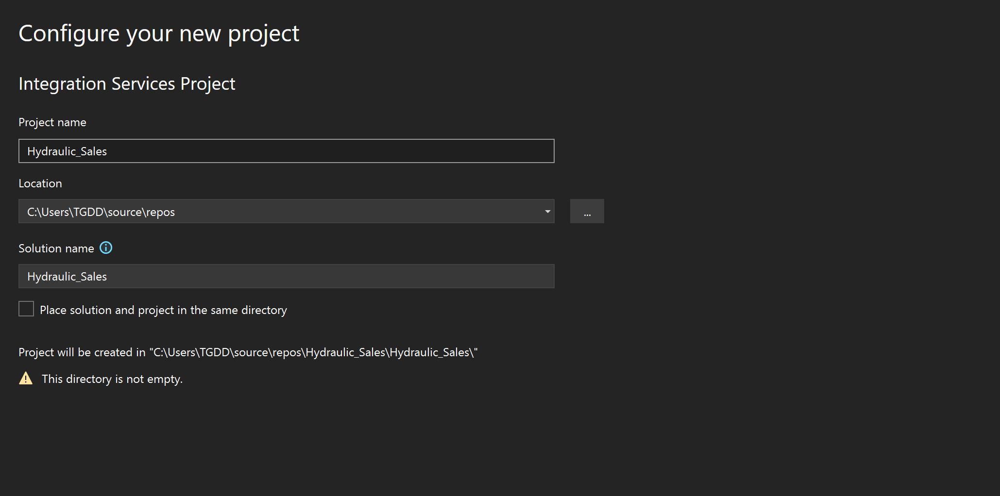 Configure your new project
Integration Services Project
Project name
Hydraulic_Sales
Location
C:\Users\TGDD\source\repos
...
Solution name
Hydraulic_Sales
Place solution and project in the same directory
Project will be created in "C:\Users\TGDD\source\repos\Hydraulic_Sales\Hydraulic_Sales\"
This directory is not empty.